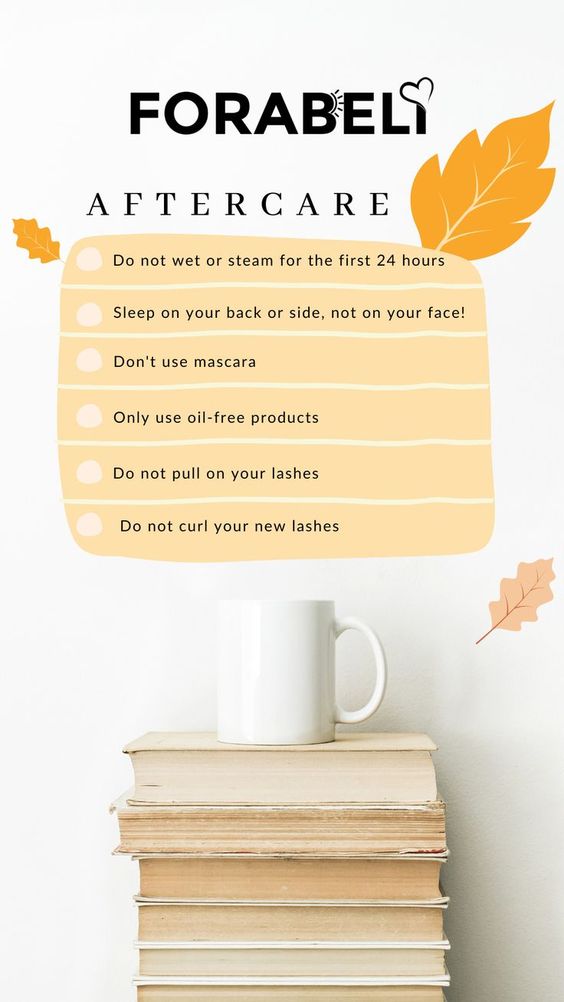 FORABELI
AFTERCARE
Do not wet or steam for the first 24 hours
Sleep on your back or side, not on your face!
Don't use mascara
Only use oil-free products
Do not pull on your lashes
Do not curl your new lashes